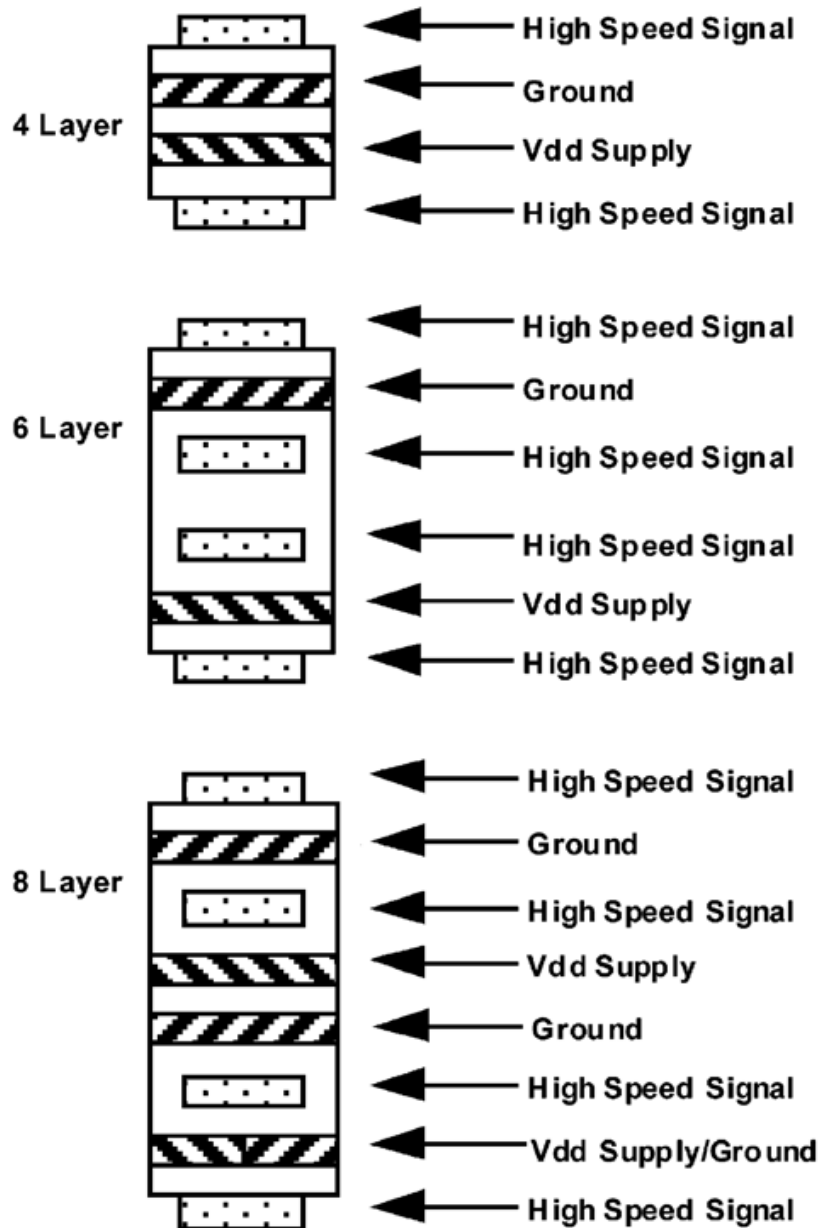 High Speed Signal
Ground
4 Layer
Vdd Supply
High Speed Signal
High Speed Signal
Ground
6 Layer
High Speed Signal
High Speed Signal
Vdd Supply
High Speed Signal
High Speed Signal
Ground
8 Layer
High Speed Signal
Vdd Supply
Ground
High Speed Signal
Vdd Supply/Ground
High Speed Signal